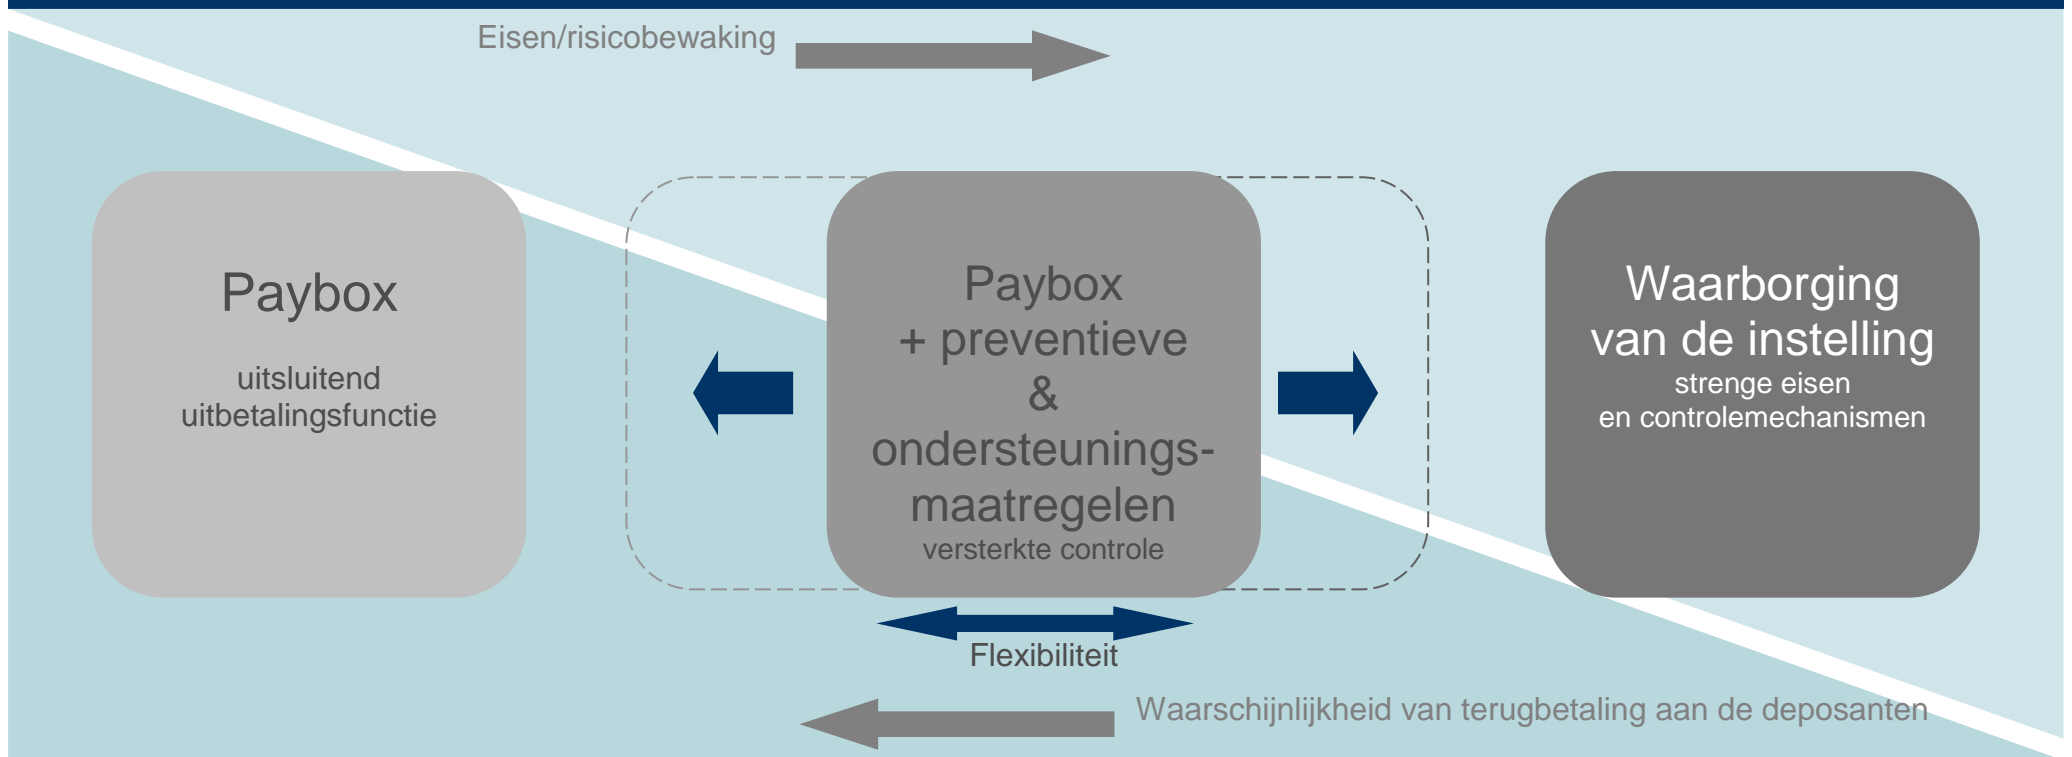 Eisen/risicobewaking
Paybox
uitsluitend
uitbetalingsfunctie
Paybox
+ preventieve
&
ondersteunings-
maatregelen
versterkte controle
Waarborging
van de instelling
strenge eisen
en controlemechanismen
Flexibiliteit
Waarschijnlijkheid van terugbetaling aan de deposanten